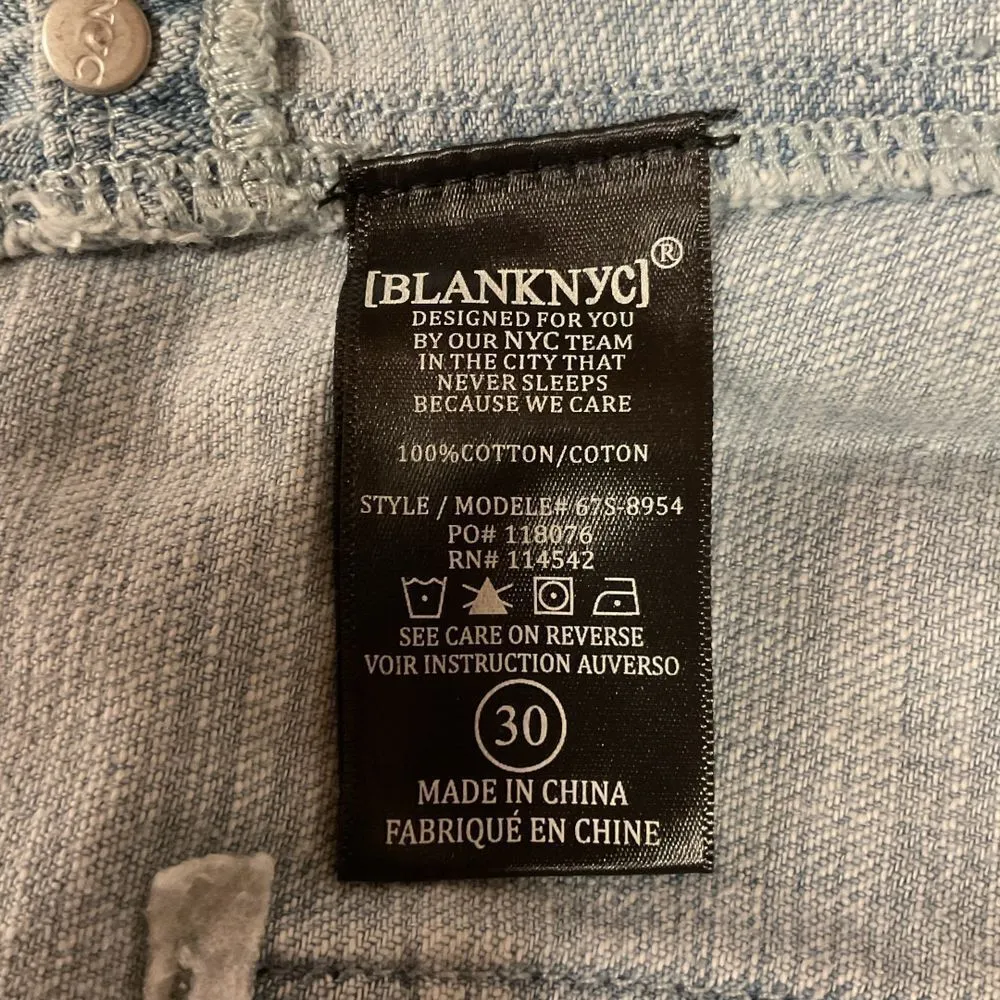 [BLANKNYC]®
DESIGNED FOR YOU
BY OUR NYC TEAM
IN THE CITY THAT
NEVER SLEEPS
BECAUSE WE CARE
100%COTTON/COTON
STYLE / MODELE# 67S-8954
PO# 118076
RN# 114542
SEE CARE ON REVERSE
VOIR INSTRUCTION AUVERSO
30
MADE IN CHINA
FABRIQUÉ EN CHINE